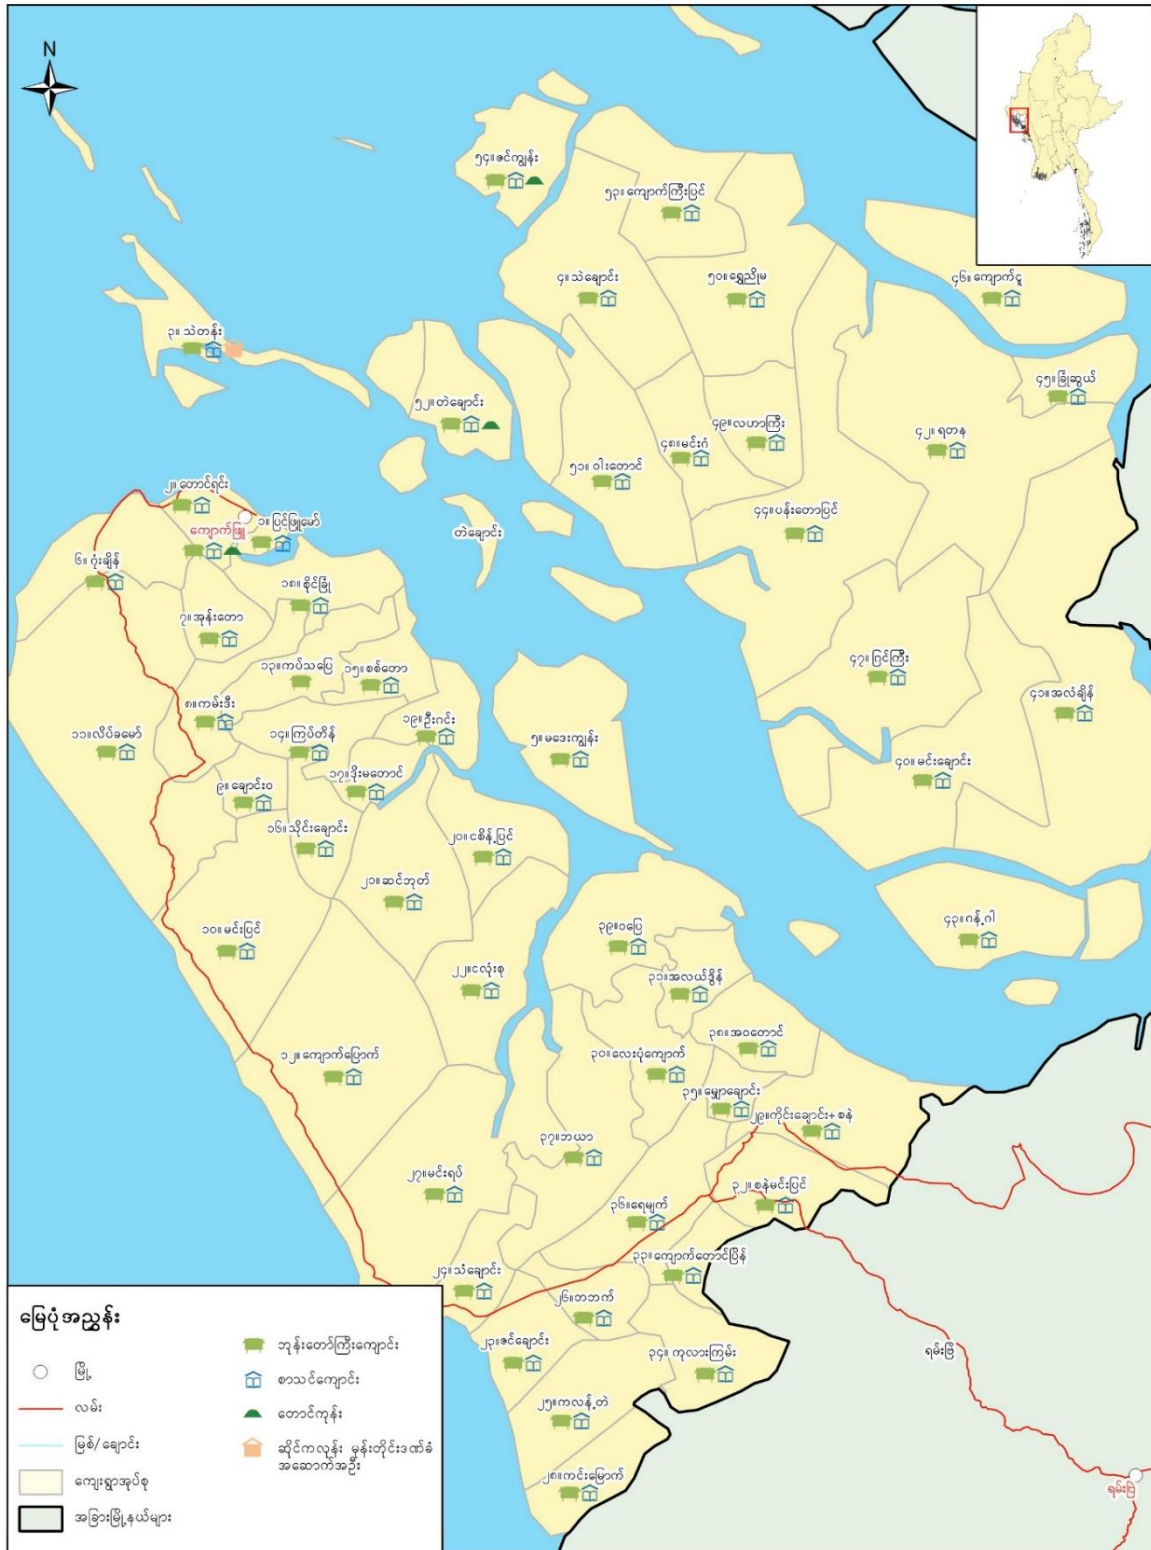 N
၅၄။ ဇင်ကျွန်း
၅၃။ ကျောက်ကြီးပြင်
၄။ သဲချောင်း
၅၀။ ရွှေညိုမ
၄၆။ ကျောက်ငူ
၃။ သဲတန်း
၄၅။ ခြုံဆွယ်
၅၂။ တဲချောင်း
၄၉။ လဟာကြီး
၄၈။ မင်းဂံ
၄၂။ ရတန
၅၁။ ဝါးတောင်
၂။ တောင်ရင်း
ကျောက်ဖြူ
၁။ ပြင်ဖြူမော်
တဲချောင်း
၄၄။ ပန်းတောပြင်
၆။ ဂုံးချိန်
၁၈။ စိုင်ခြုံ
၇။ အုန်းတော
၁၃။ ကပ်သပြေ
၁၅။ စစ်တော
၄၇။ ဂြင်ကြီး
၄၁။ အလံချိန်
၈။ ကမ်းဒီး
၁၉။ ဦးဂင်း
၁၁။ လိပ်ခမော်
၁၄။ ကြပ်တိန်
၅။ မဒေးကျွန်း
၄၀။ မင်းချောင်း
၉။ ချောင်းဝ
၁၇။ ဒိုးမတောင်
၁၆။ သိုင်းချောင်း
၂၀။ ငစိန့်ပြင်
၂၁။ ဆင်ဘုတ်
၁၀။ မင်းပြင်
၃၉။ ဝပြေ
၄၃။ ဂန့်ဂါ
၂၂။ ငလုံးစု
၃၁။ အလယ်ဒွိန်
၃၈။ အဝတောင်
၁၂။ ကျောက်ပြောက်
၃၀။ လေးပုံကျောက်
၃၅။ မျှောချောင်း
၂၉။ ကိုင်းချောင်း+ စနဲ
၃၇။ ဘယာ
၂၇။ မင်းရပ်
၃၂။ စနဲမင်းပြင်
၃၆။ ရေမျက်
၃၃။ ကျောက်တောင်ပြိန်
၂၄။ သံချောင်း
၂၆။ ဘဘက်
၂၃။ ဇင်ချောင်း
၃၄။ ကုလားကြမ်း
ရမ်းဗြဲ
၂၅။ ကလန့်တဲ
၂၈။ ကင်းမြောက်
ရမ်းဗြဲ
မြေပုံအညွှန်း
မြို့
လမ်း
မြစ်/ချောင်း
ကျေးရွာအုပ်စု
အခြားမြို့နယ်များ
ဘုန်းတော်ကြီးကျောင်း
စာသင်ကျောင်း
တောင်ကုန်း
ဆိုင်ကလုန်း မုန်တိုင်းဒဏ်ခံ
အဆောက်အဦး